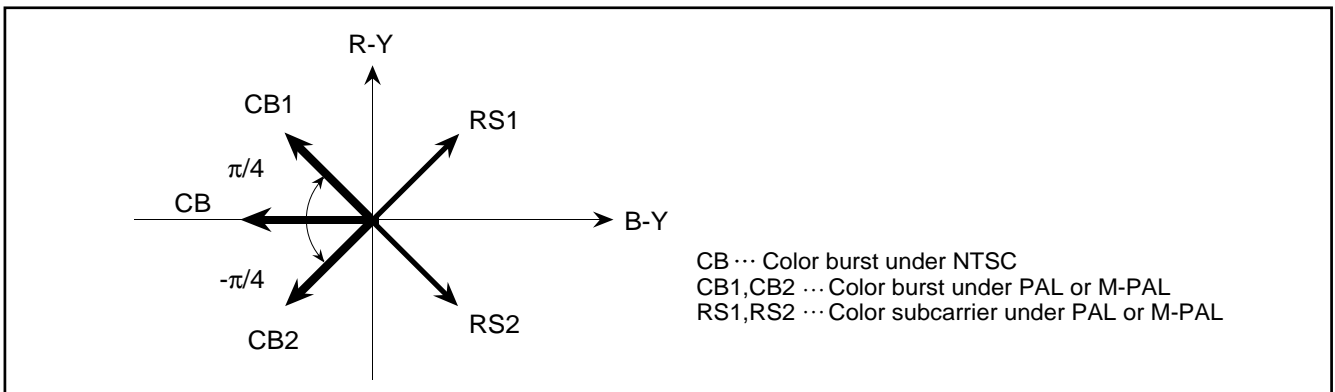 R-Y
CB1
RS1
π/4
CB
B-Y
-π/4
CB2
RS2
CB ··· Color burst under NTSC
CB1,CB2 ··· Color burst under PAL or M-PAL
RS1,RS2 ··· Color subcarrier under PAL or M-PAL